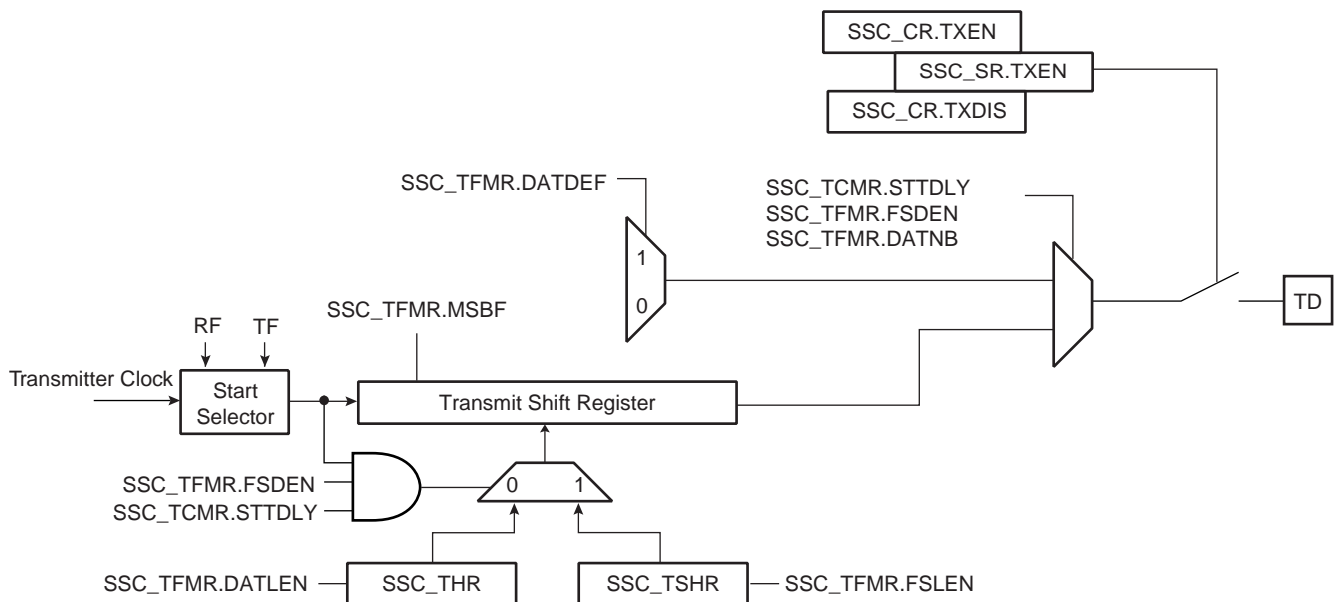 SSC_CR.TXEN
SSC_SR.TXEN
SSC_CR.TXDIS
SSC_TFMR.DATDEF
SSC_TCMR.STTDLY
SSC_TFMR.FSDEN
SSC_TFMR.DATNB
1
0
TD
SSC_TFMR.MSBF
RF TF
Transmitter Clock
Start
Selector
Transmit Shift Register
SSC_TFMR.FSDEN
SSC_TCMR.STTDLY
0 1
SSC_TFMR.DATLEN
SSC_THR
SSC_TSHR
SSC_TFMR.FSLEN